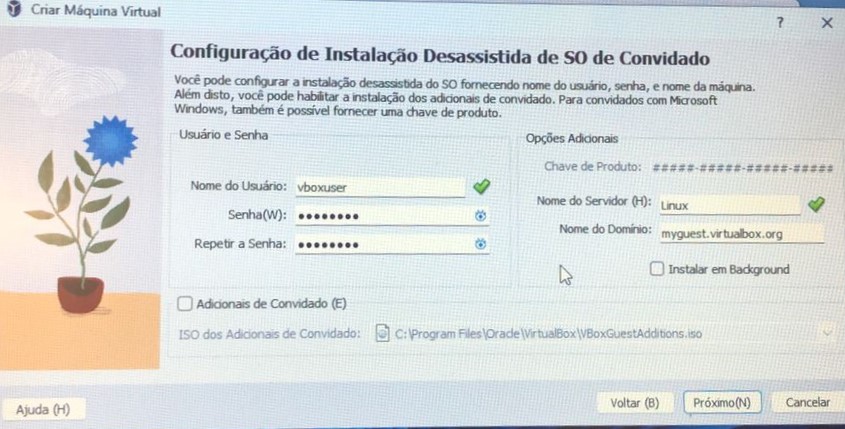 Criar Máquina Virtual
?
Configuração de Instalação Desassistida de SO de Convidado
Você pode configurar a instalação desassistida do SO fornecendo nome do usuário, senha, e nome da máquina.
Além disto, você pode habilitar a instalação dos adicionais de convidado. Para convidados com Microsoft
Windows, também é possível fornecer uma chave de produto.
Usuário e Senha
Nome do Usuário: vboxuser
Senha(W): ••••••••
Repetir a Senha: ••••••••
Opções Adicionais
Chave de Produto: #####-#####-#####-#####
Nome do Servidor (H): Linux
Nome do Domínio: myguest.virtualbox.org
Instalar em Background
Adicionais de Convidado (E)
ISO dos Adicionais de Convidado: C:\Program Files\Oracle\VirtualBox\VBoxGuestAdditions.iso
Ajuda (H)
Voltar (B)
Próximo(N)
Cancelar